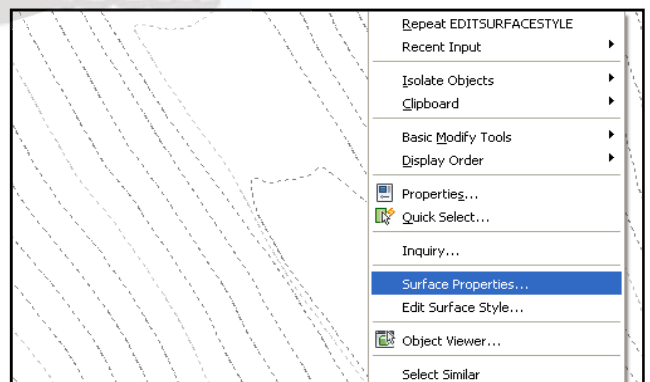 Repeat EDITSURFACESTYLE
Recent Input
Isolate Objects
Clipboard
Basic Modify Tools
Display Order
Properties...
Quick Select...
Inquiry...
Surface Properties...
Edit Surface Style...
Object Viewer...
Select Similar